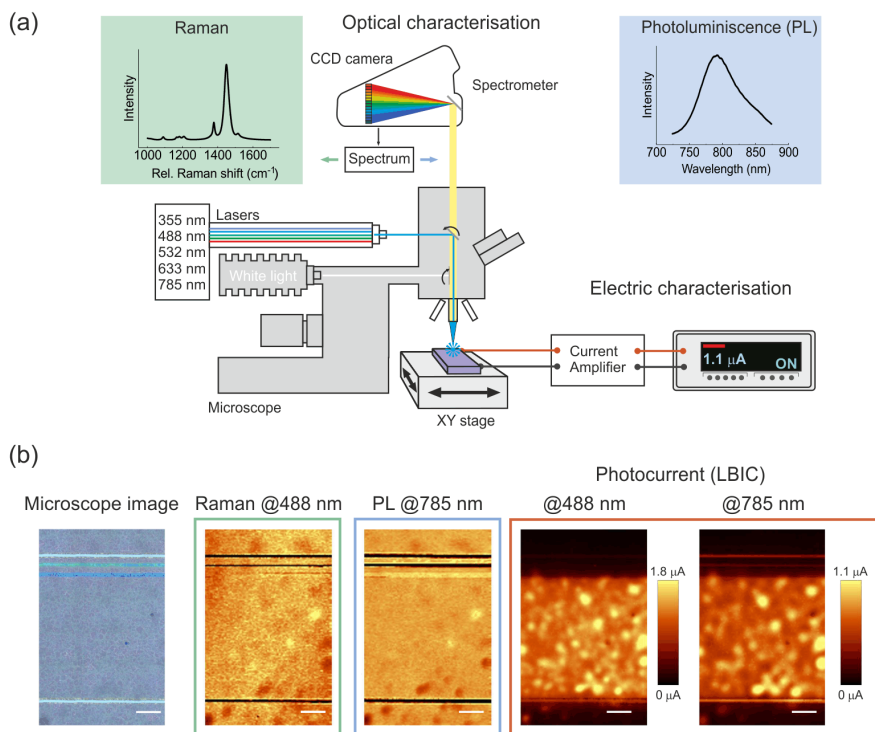 (a)
Optical characterisation
Raman
Intensity
1000 1200 1400 1600
Rel. Raman shift (cm⁻¹)
CCD camera
Spectrometer
Spectrum
Photoluminiscence (PL)
Intensity
700 750 800 850 900
Wavelength (nm)
Lasers
355 nm
488 nm
532 nm
633 nm
785 nm
White light
Microscope
XY stage
Electric characterisation
Current
Amplifier
1.1 µA
ON
(b)
Photocurrent (LBIC)
Microscope image
Raman @488 nm
PL @785 nm
@488 nm
@785 nm
1.8 µA
0 µA
1.1 µA
0 µA